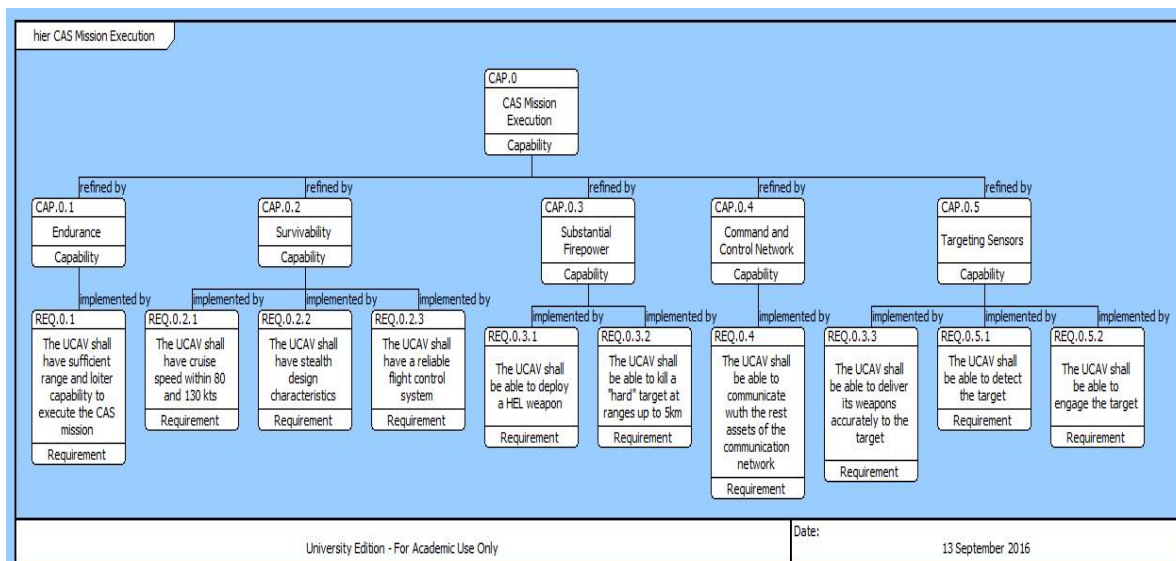 hier CAS Mission Execution
CAP.0
CAS Mission
Execution
Capability
refined by
refined by
refined by
refined by
refined by
CAP.0.1
Endurance
Capability
CAP.0.2
Survivability
Capability
CAP.0.3
Substantial
Firepower
Capability
CAP.0.4
Command and
Control Network
Capability
CAP.0.5
Targeting Sensors
Capability
implemented by
implemented by
implemented by
implemented by
implemented by
implemented by
implemented by
implemented by
implemented by
implemented by
REQ.0.1
The UCAV shall
have sufficient
range and loiter
capability to
execute the CAS
mission
Requirement
REQ.0.2.1
The UCAV shall
have cruise
speed within 80
and 130 kts
Requirement
REQ.0.2.2
The UCAV shall
have stealth
design
characteristics
Requirement
REQ.0.2.3
The UCAV shall
have a reliable
flight control
system
Requirement
REQ.0.3.1
The UCAV shall
be able to deploy
a HEL weapon
Requirement
REQ.0.3.2
The UCAV shall
be able to kill a
"hard" target at
ranges up to 5km
Requirement
REQ.0.4
The UCAV shall
be able to
communicate
wuth the rest
assets of the
communication
network
Requirement
REQ.0.3.3
The UCAV shall
be able to deliver
its weapons
accurately to the
target
Requirement
REQ.0.5.1
The UCAV shall
be able to detect
the target
Requirement
REQ.0.5.2
The UCAV shall
be able to
engage the target
Requirement
University Edition - For Academic Use Only
Date:
13 September 2016